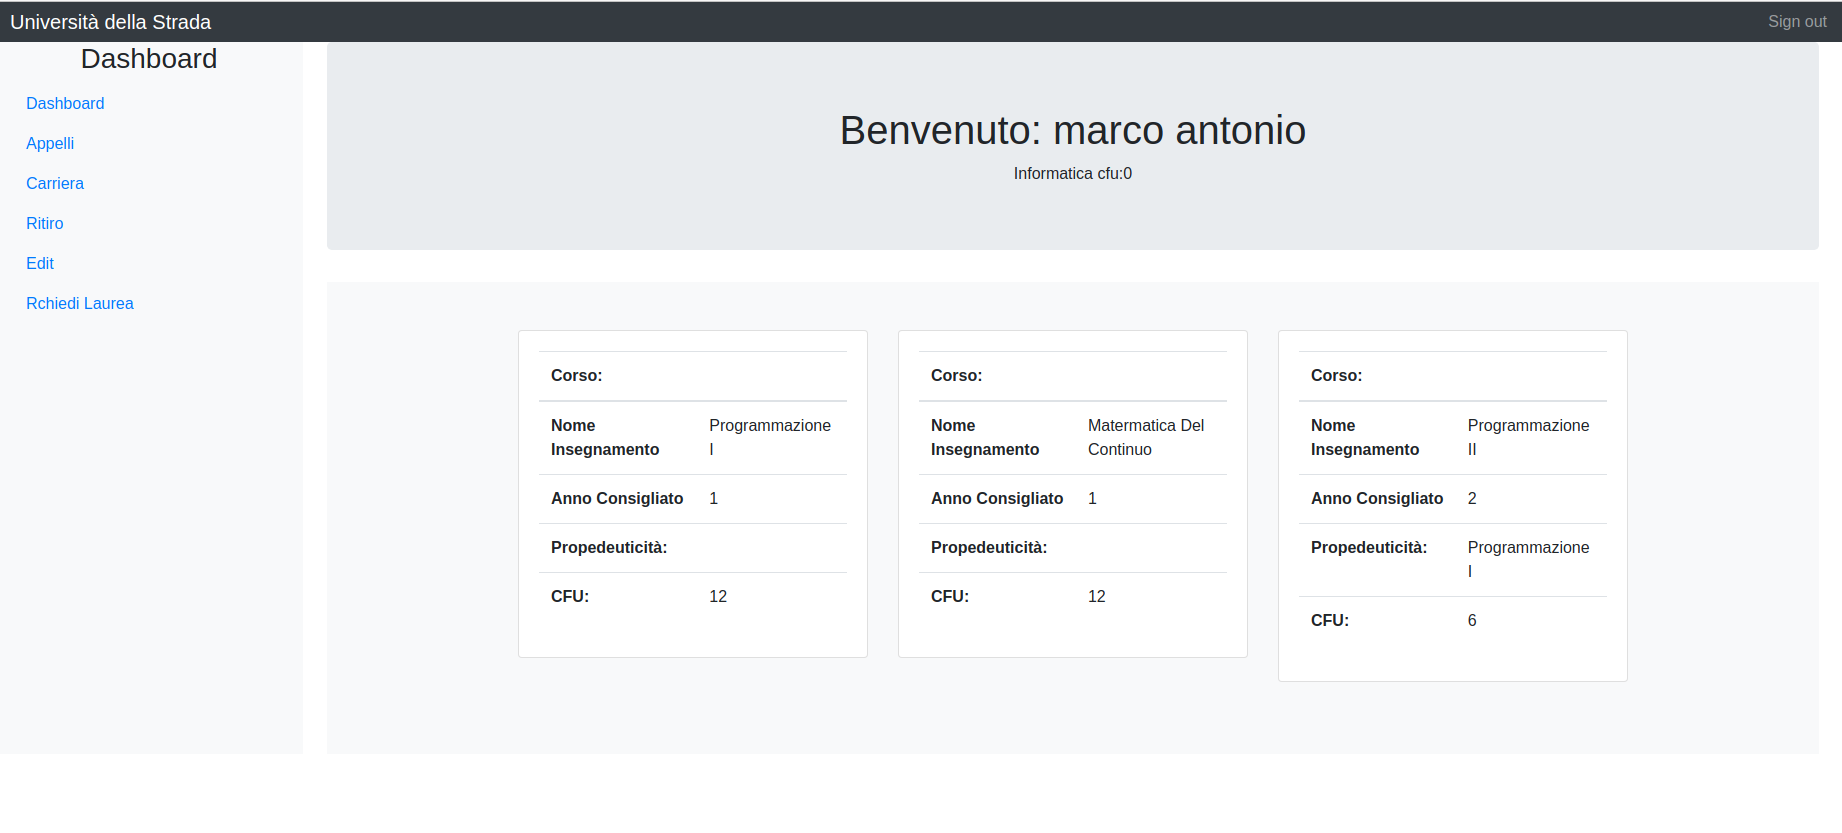 Università della Strada
Sign out
Dashboard
Dashboard
Appelli
Carriera
Ritiro
Edit
Rchiedi Laurea
Benvenuto: marco antonio
Informatica cfu:0
Corso:
Nome Insegnamento Programmazione I
Anno Consigliato 1
Propedeuticità:
CFU: 12
Corso:
Nome Insegnamento Matermatica Del Continuo
Anno Consigliato 1
Propedeuticità:
CFU: 12
Corso:
Nome Insegnamento Programmazione II
Anno Consigliato 2
Propedeuticità: Programmazione I
CFU: 6